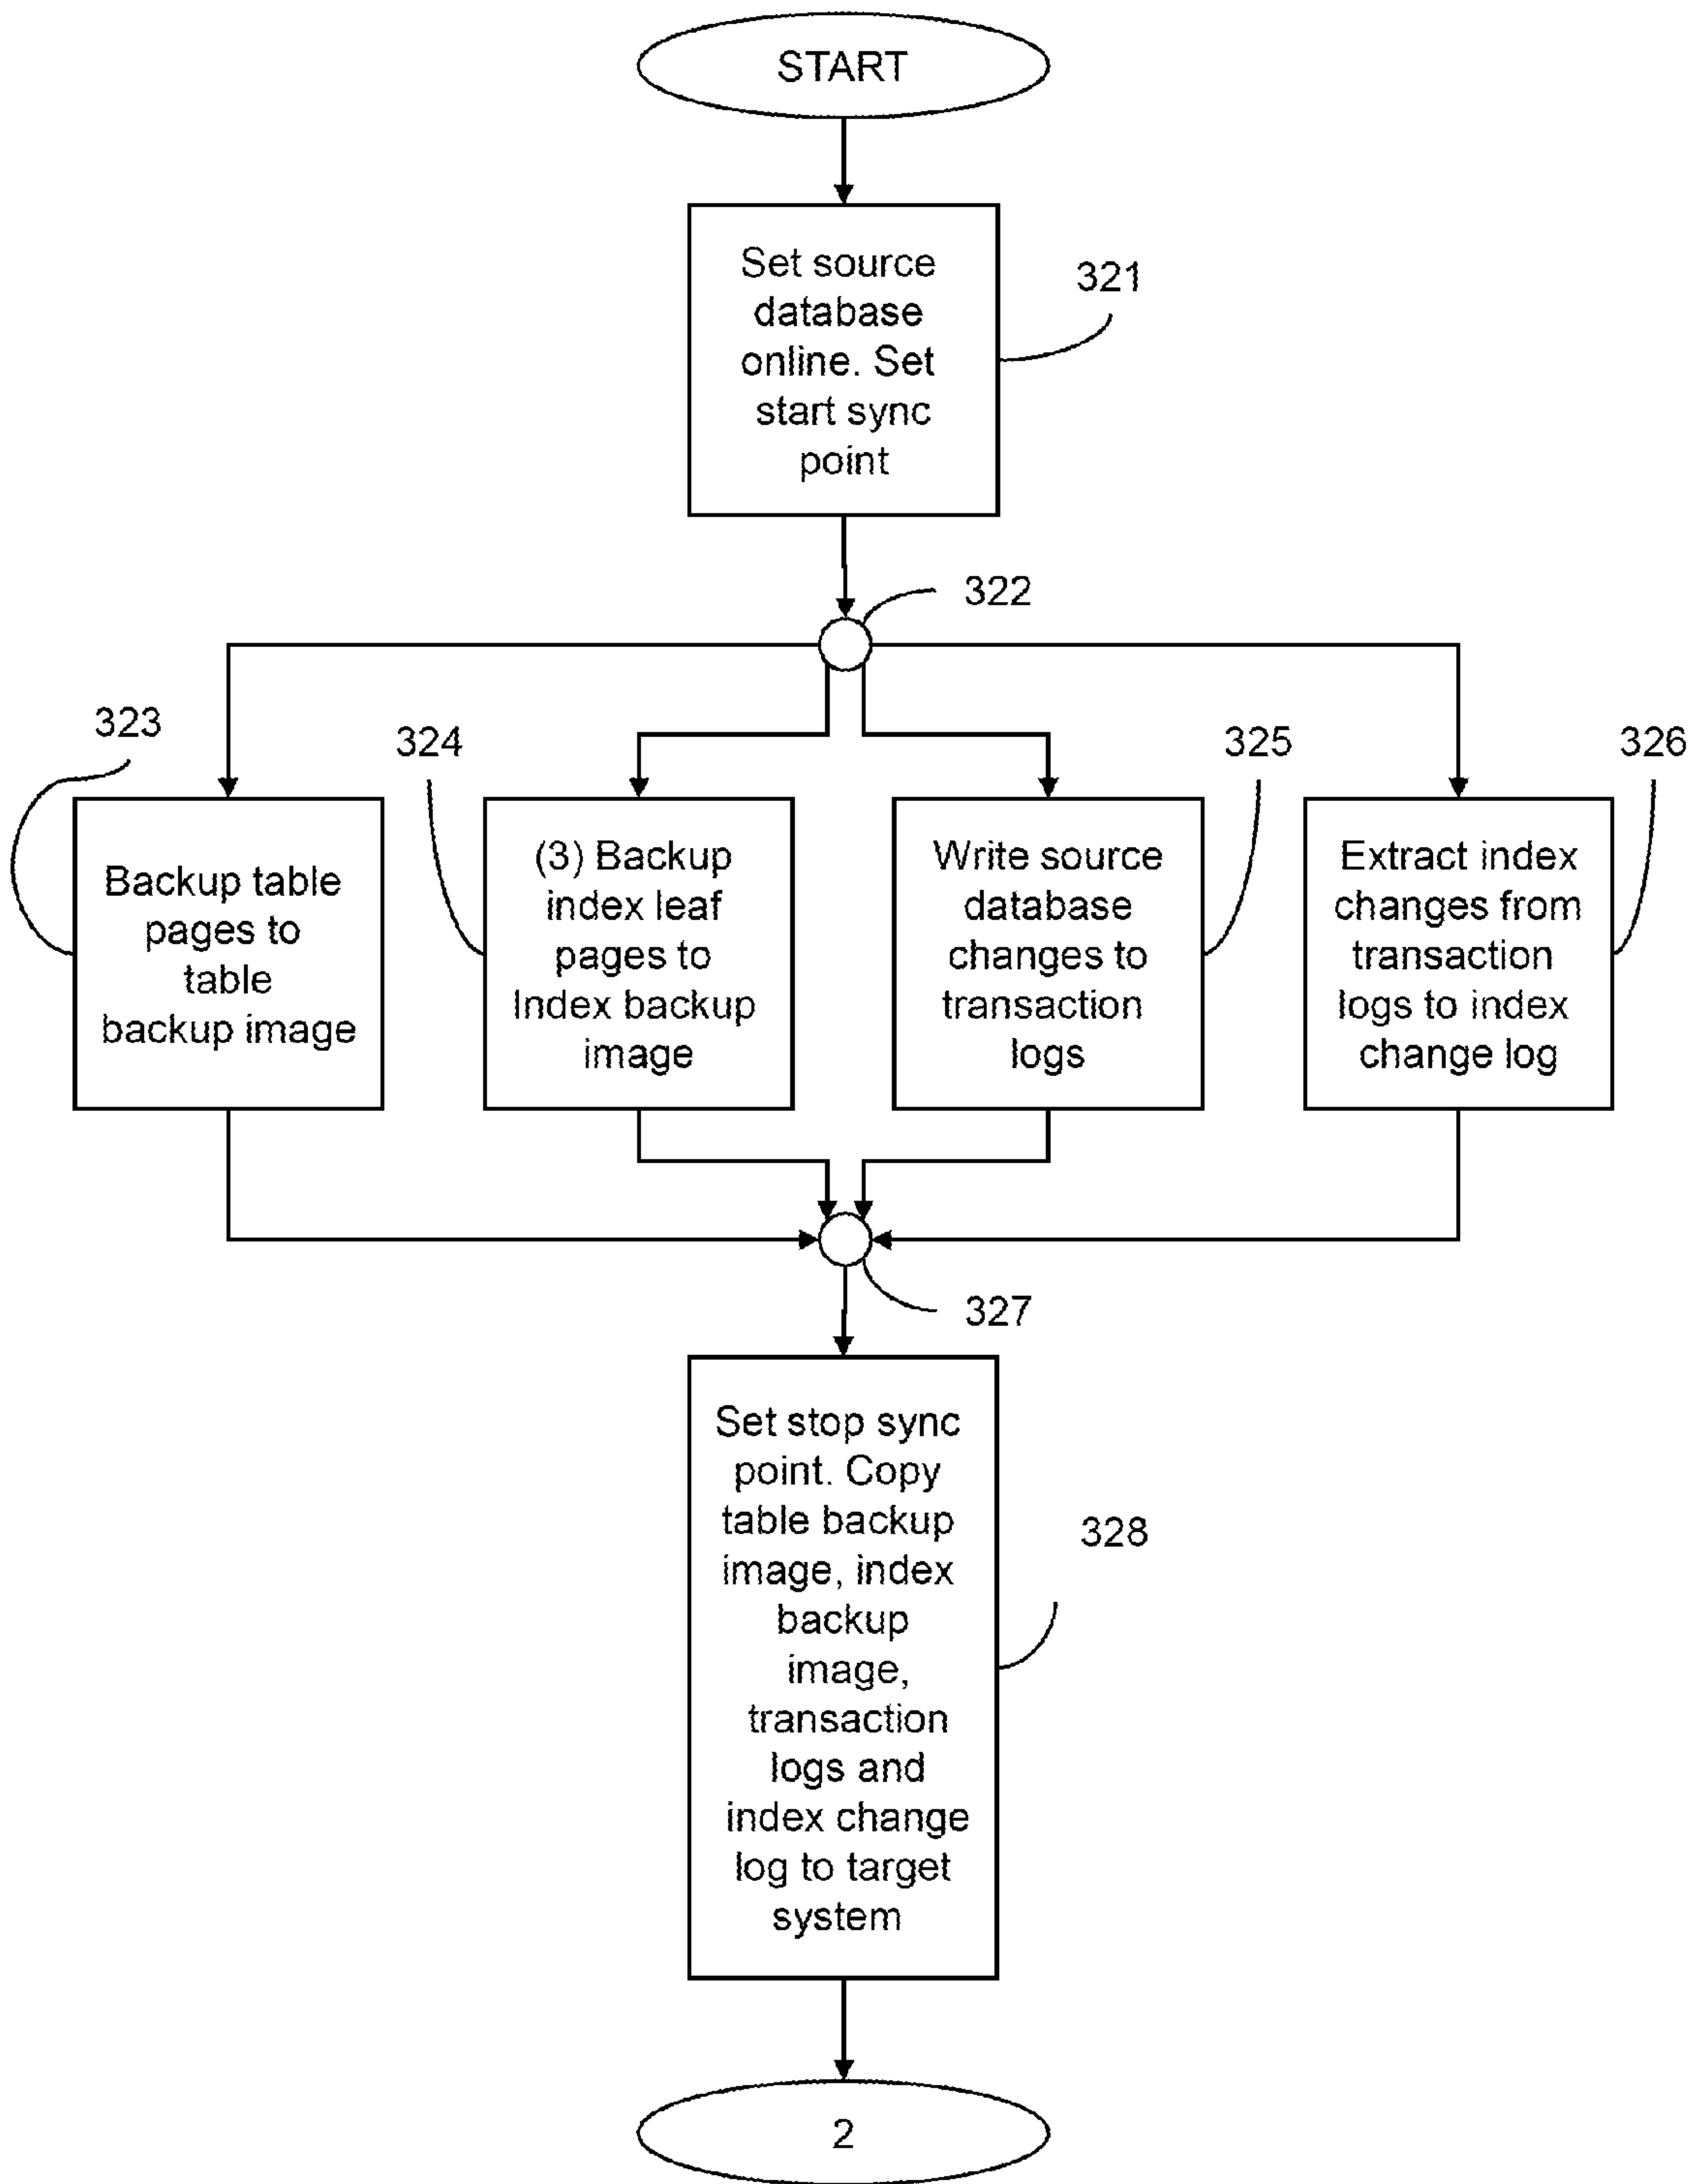 START
Set source
database
online. Set
start sync
point
321
322
323
324
325
326
Backup table
pages to
table
backup image
(3) Backup
index leaf
pages to
Index backup
image
Write source
database
changes to
transaction
logs
Extract index
changes from
transaction
logs to index
change log
327
Set stop sync
point. Copy
table backup
image, index
backup
image,
transaction
logs and
index change
log to target
system
328
2